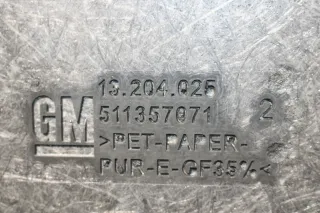 13.204.025
GM 511357071 2
>PET-PAPER-
PUR-E-GF35%<